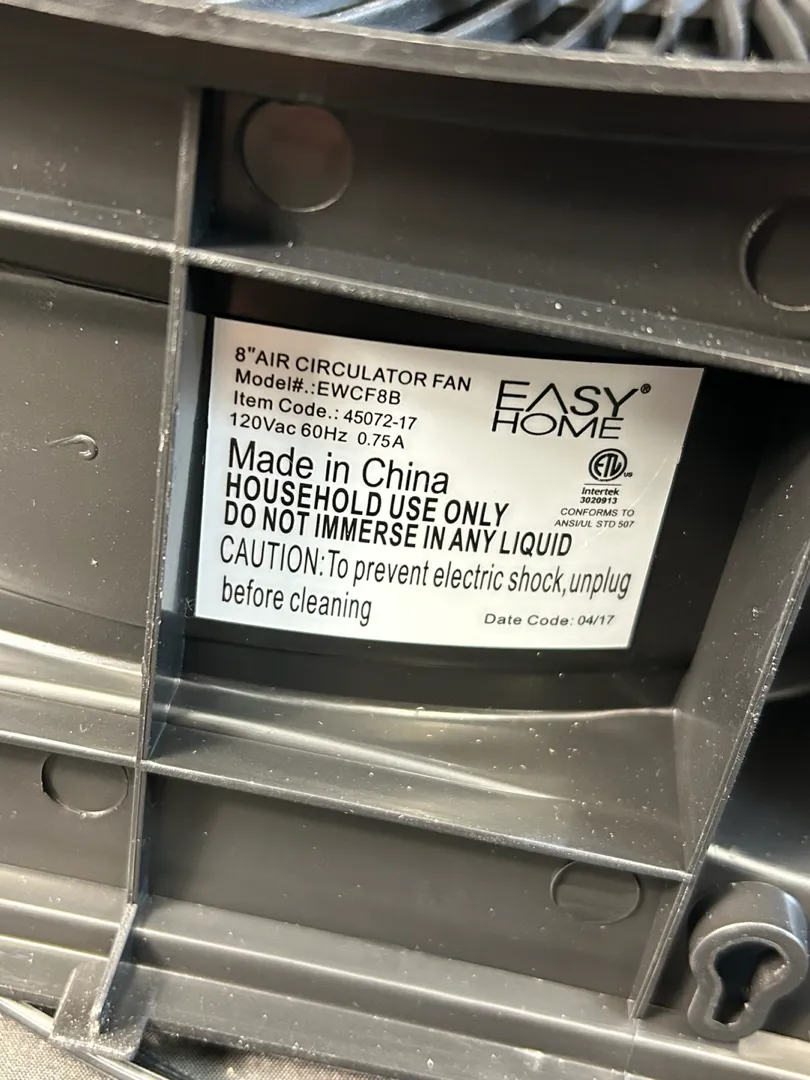 8"AIR CIRCULATOR FAN
Model#.:EWCF8B
Item Code.: 45072-17
120Vac 60Hz 0.75A
EASY®
HOME
Made in China
HOUSEHOLD USE ONLY
DO NOT IMMERSE IN ANY LIQUID
ETL us
Intertek
3020913
CONFORMS TO
ANSI/UL STD 507
CAUTION:To prevent electric shock,unplug
before cleaning
Date Code: 04/17